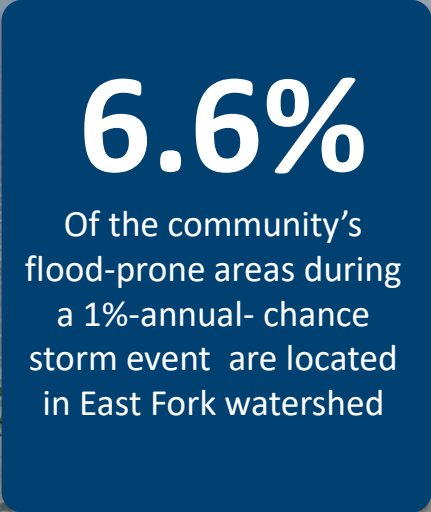 6.6%
Of the community’s
flood-prone areas during
a 1%-annual- chance
storm event  are located
in East Fork watershed